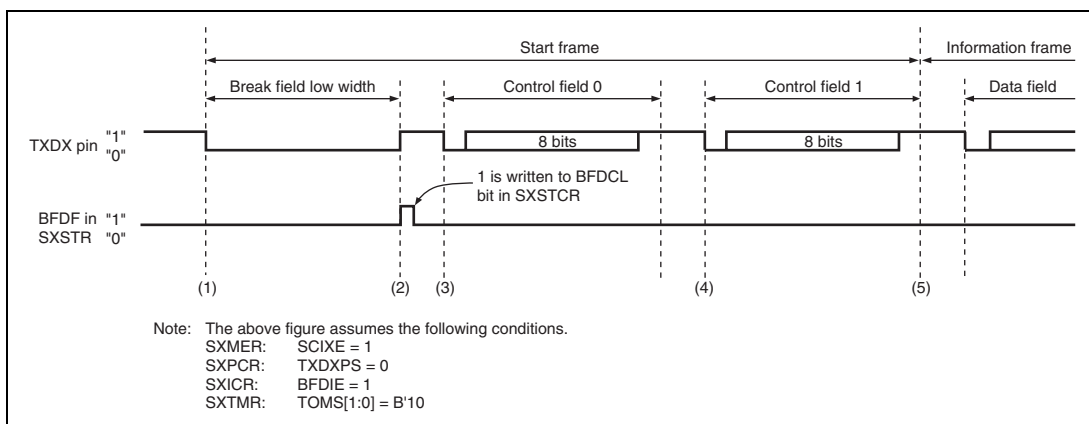 Start frame
Information frame
Break field low width
Control field 0
Control field 1
Data field
TXDX pin "1"
"0"
8 bits
8 bits
1 is written to BFDCL
bit in SXSTCR
BFDF in "1"
SXSTR "0"
(1)
(2)
(3)
(4)
(5)
Note: The above figure assumes the following conditions.
SXMER: SCIXE = 1
SXPCR: TXDXPS = 0
SXICR: BFDIE = 1
SXTMR: TOMS[1:0] = B'10